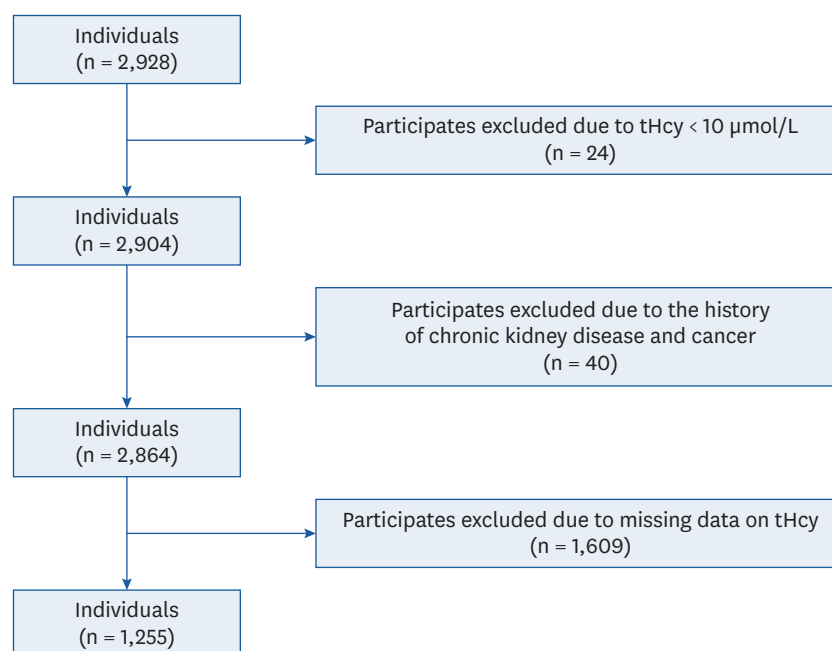 Individuals
(n = 2,928)
Participates excluded due to tHcy < 10 µmol/L
(n = 24)
Individuals
(n = 2,904)
Participates excluded due to the history
of chronic kidney disease and cancer
(n = 40)
Individuals
(n = 2,864)
Participates excluded due to missing data on tHcy
(n = 1,609)
Individuals
(n = 1,255)